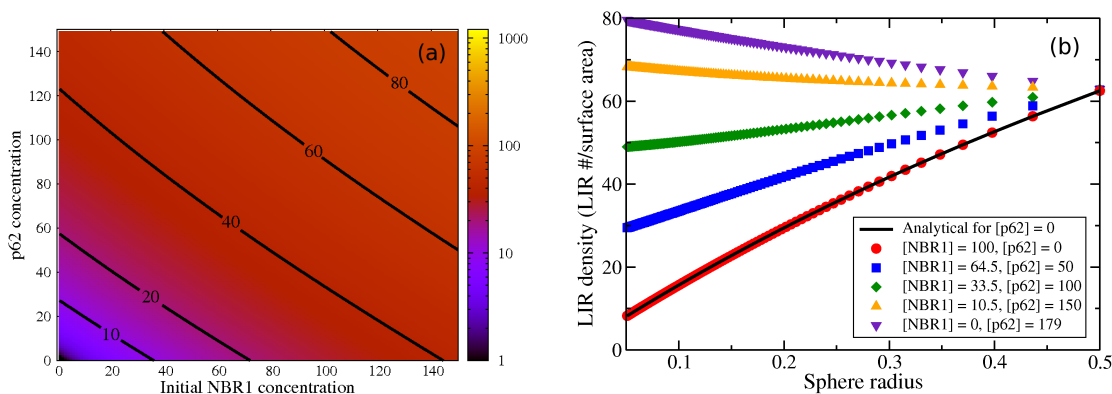 (a)
p62 concentration
140
120
100
80
60
40
20
0
0
20
40
60
80
100
120
140
Initial NBR1 concentration
10
20
40
60
80
1000
100
10
1
(b)
LIR density (LIR #/surface area)
80
60
40
20
0
0.1
0.2
0.3
0.4
0.5
Sphere radius
Analytical for [p62] = 0
[NBR1] = 100, [p62] = 0
[NBR1] = 64.5, [p62] = 50
[NBR1] = 33.5, [p62] = 100
[NBR1] = 10.5, [p62] = 150
[NBR1] = 0, [p62] = 179